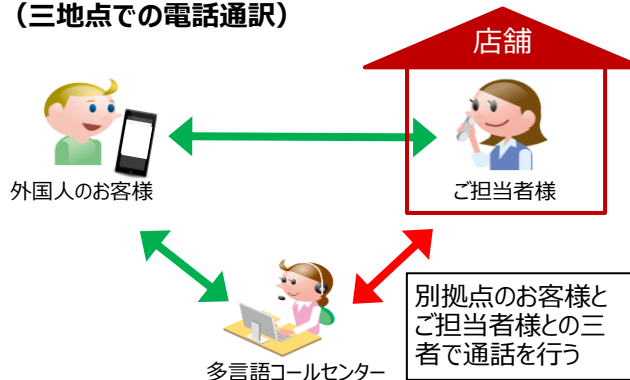 （三地点での電話通訳）
店舗
外国人のお客様
ご担当者様
別拠点のお客様と
ご担当者様との三
者で通話を行う
多言語コールセンター